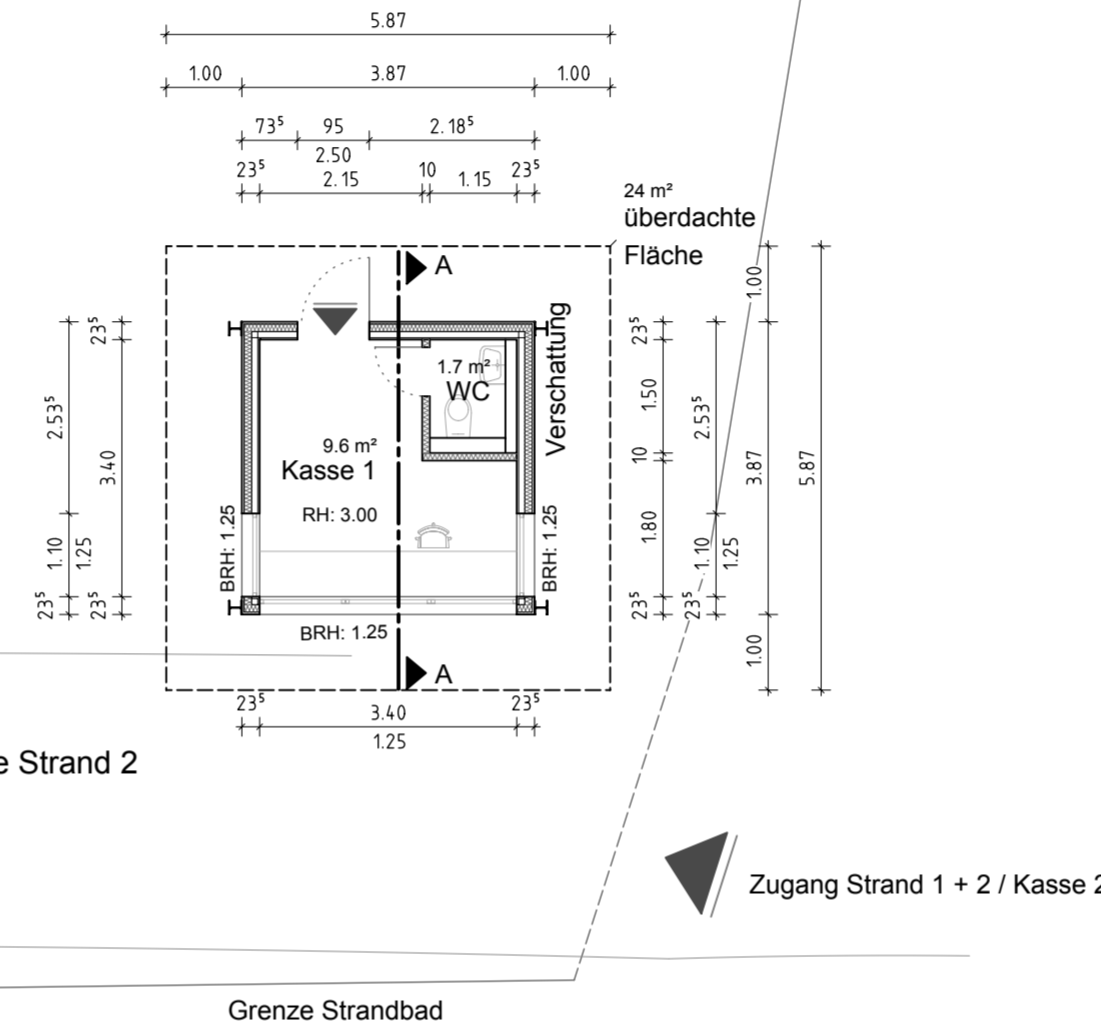 5.87
1.00 3.87 1.00
73⁵ 95 2.18⁵
2.50
23⁵ 2.15 10 1.15 23⁵
24 m²
überdachte
Fläche
A
1.00
23⁵
23⁵
23⁵
1.7 m²
WC
Verschattung
1.50
2.53⁵
2.53⁵
3.40
9.6 m²
Kasse 1
10
3.87
5.87
RH: 3.00
BRH: 1.25
BRH: 1.25
1.80
1.10
1.25
1.10
1.25
23⁵
23⁵
23⁵
23⁵
BRH: 1.25
1.00
A
23⁵ 3.40 23⁵
1.25
e Strand 2
Zugang Strand 1 + 2 / Kasse 2
Grenze Strandbad